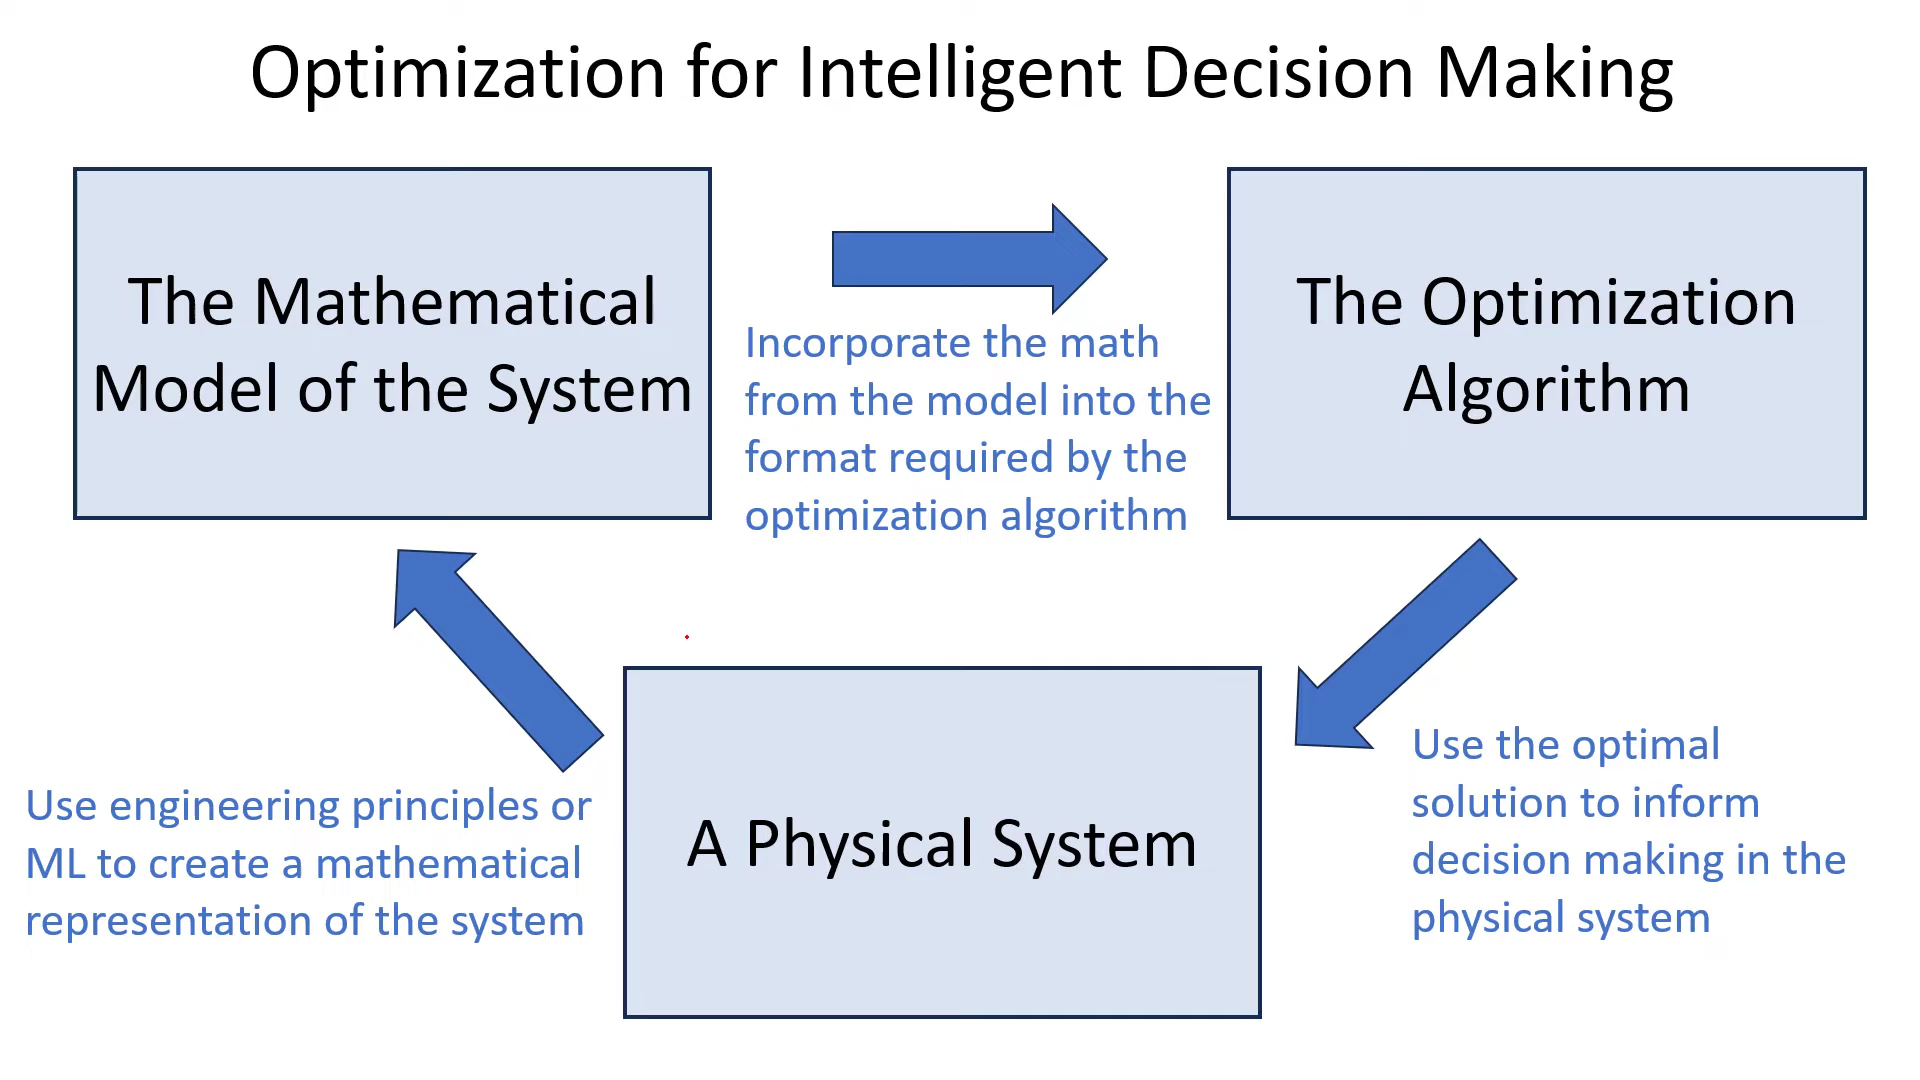 Optimization for Intelligent Decision Making
The Mathematical
Model of the System
Incorporate the math
from the model into the
format required by the
optimization algorithm
The Optimization
Algorithm
Use engineering principles or
ML to create a mathematical
representation of the system
A Physical System
Use the optimal
solution to inform
decision making in the
physical system